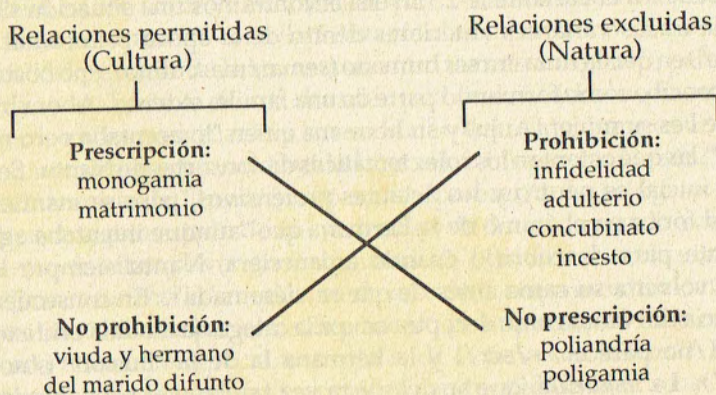 Relaciones permitidas
(Cultura)
Relaciones excluidas
(Natura)
Prescripción:
monogamia
matrimonio
Prohibición:
infidelidad
adulterio
concubinato
incesto
No prohibición:
viuda y hermano
del marido difunto
No prescripción:
poliandría
poligamia